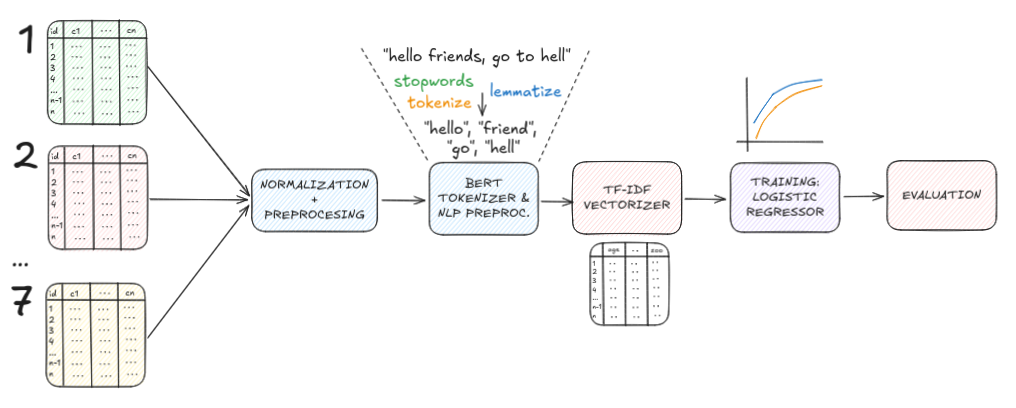 1
id c1 ... cn
1 ... ... ...
2 ... ... ...
3 ... ... ...
4 ... ... ...
...
n-1 ... ... ...
n ... ... ...
2
id c1 ... cn
1 ... ... ...
2 ... ... ...
3 ... ... ...
4 ... ... ...
...
n-1 ... ... ...
n ... ... ...
...
7
id c1 ... cn
1 ... ... ...
2 ... ... ...
3 ... ... ...
4 ... ... ...
...
n-1 ... ... ...
n ... ... ...
NORMALIZATION
+
PREPROCESING
"hello friends, go to hell"
stopwords
lemmatize
tokenize
"hello", "friend",
"go", "hell"
BERT
TOKENIZER &
NLP PREPROC.
TF-IDF
VECTORIZER
.. zoo
1 .. .. ..
2 .. .. ..
3 .. .. ..
4 .. .. ..
...
n-1 .. .. ..
n .. .. ..
TRAINING:
LOGISTIC
REGRESSOR
EVALUATION